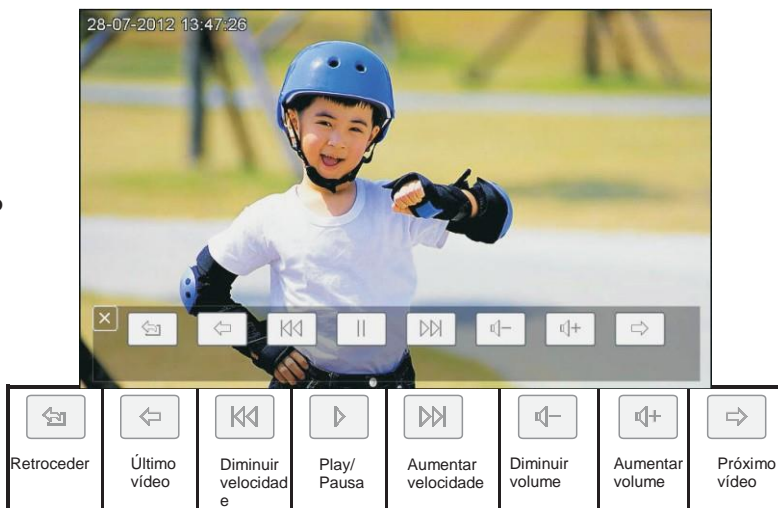 28-07-2012 13:47:26
Retroceder
Último
vídeo
Diminuir
velocidad
e
Play/
Pausa
Aumentar
velocidade
Diminuir
volume
Aumentar
volume
Próximo
vídeo